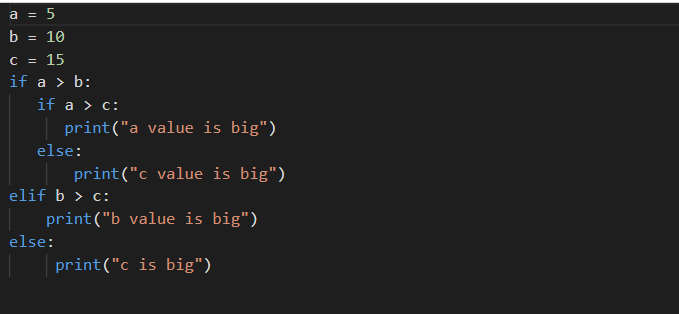 a = 5
b = 10
c = 15
if a > b:
   if a > c:
      print("a value is big")
   else:
       print("c value is big")
elif b > c:
    print("b value is big")
else:
     print("c is big")